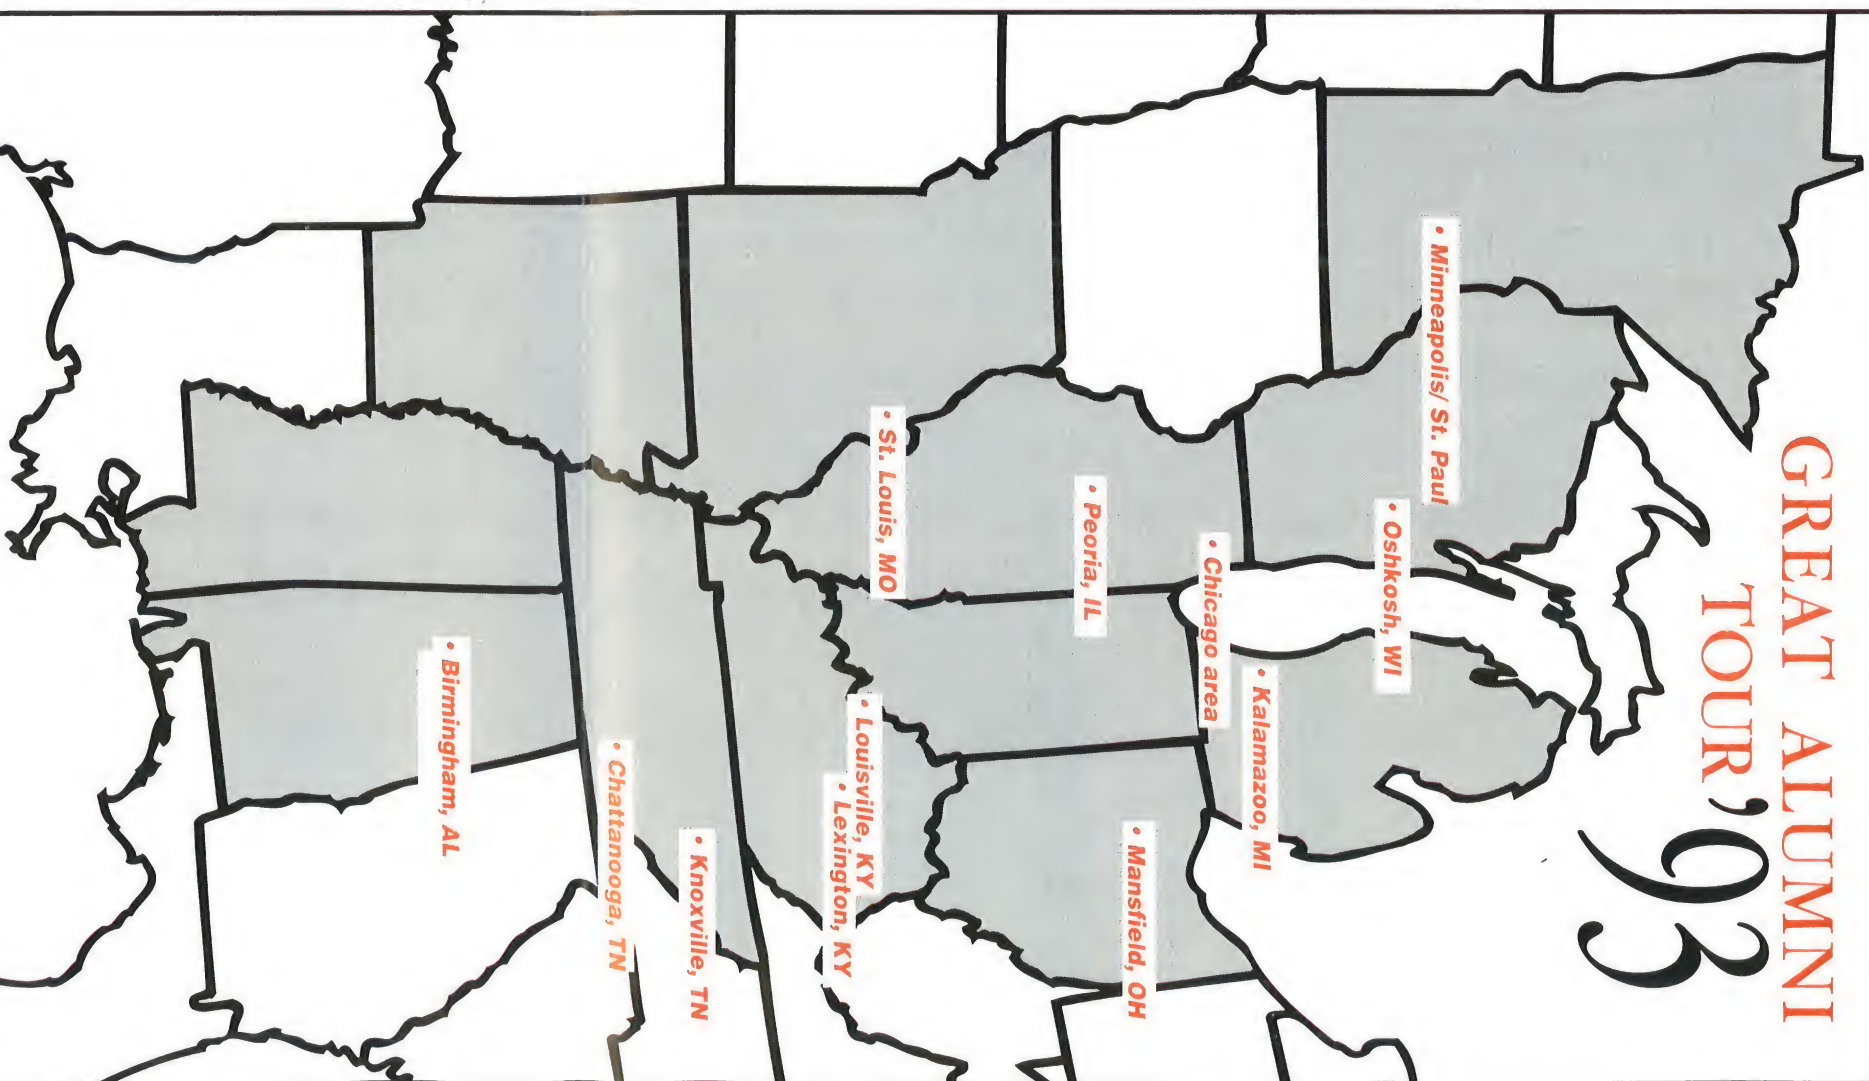 GREAT ALUMNI
TOUR '93
• Minneapolis/ St. Paul
• Oshkosh, WI
• Kalamazoo, MI
• Chicago area
• Mansfield, OH
• Peoria, IL
• St. Louis, MO
• Louisville, KY
• Lexington, KY
• Knoxville, TN
• Chattanooga, TN
• Birmingham, AL